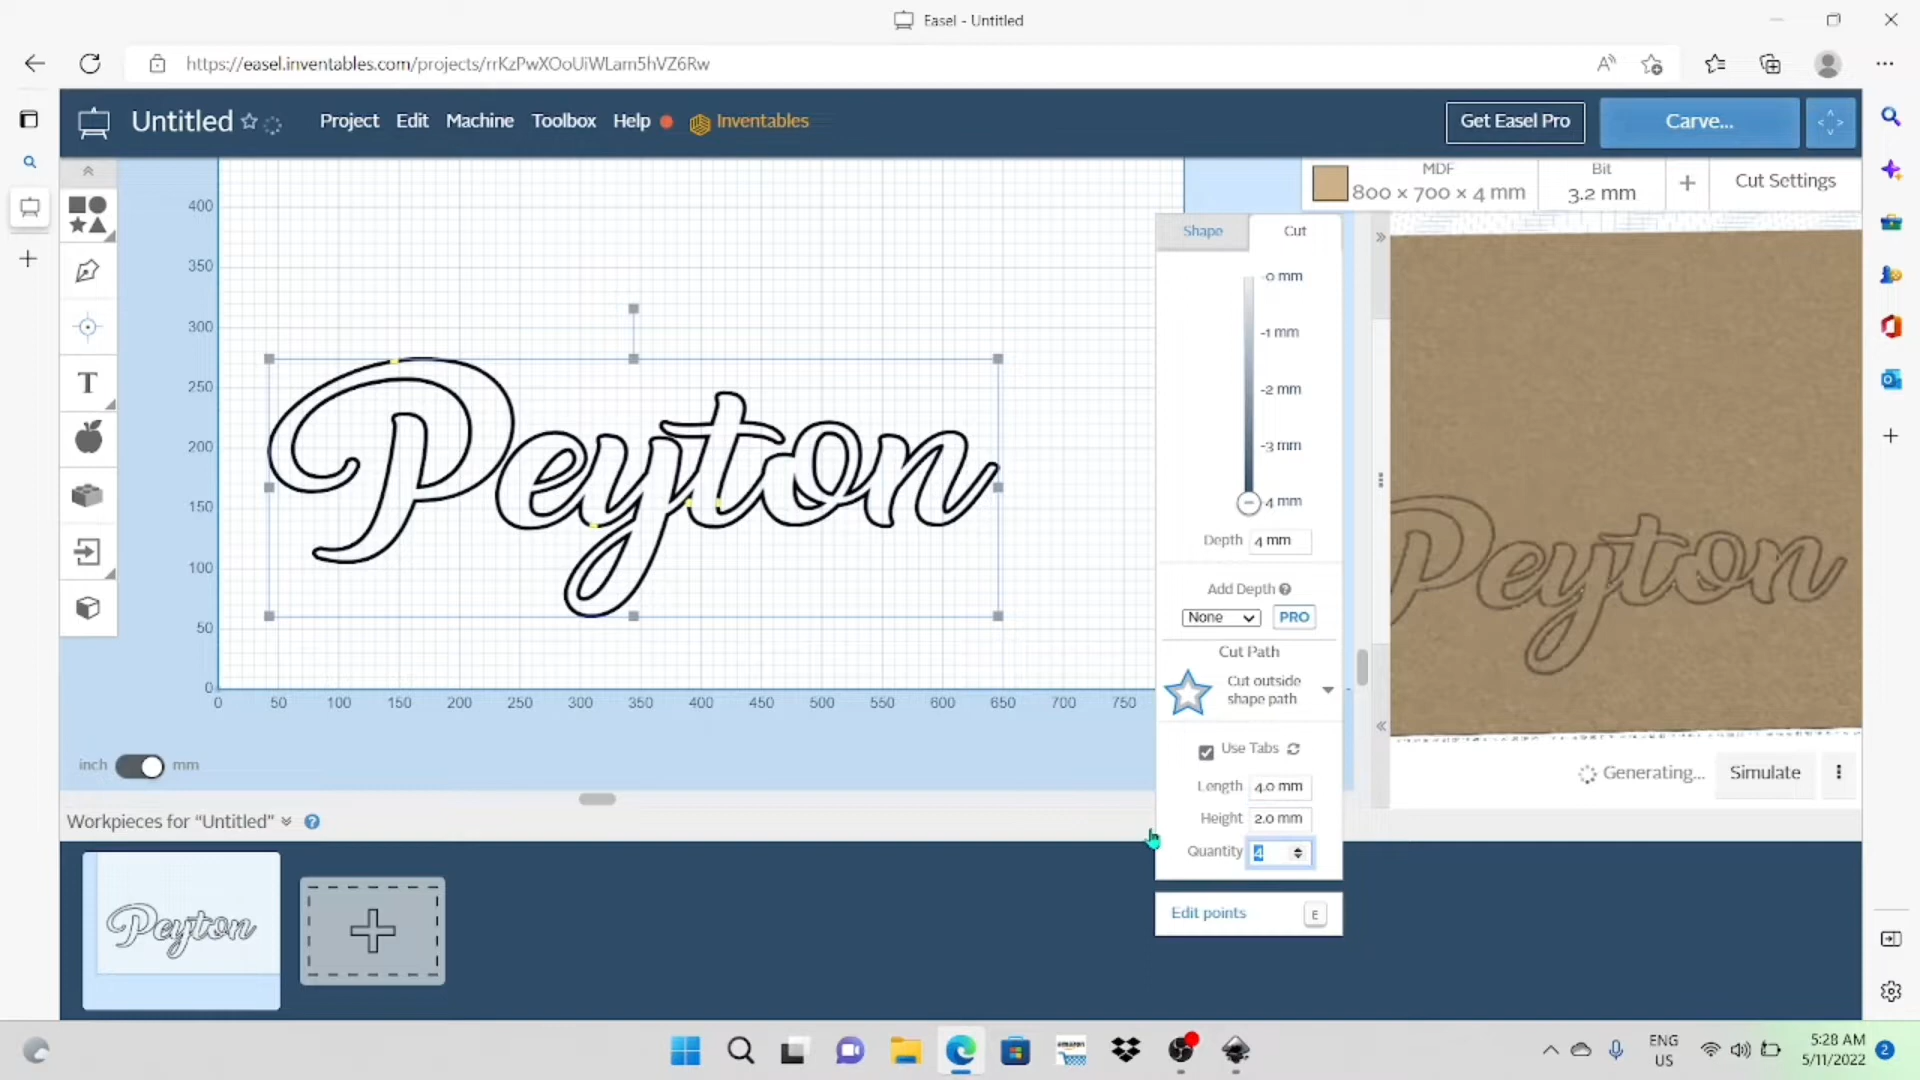 Easel - Untitled
https://easel.inventables.com/projects/rrKzPwXOoUiWLam5hVZ6Rw
Untitled
Project Edit Machine Toolbox Help Inventables
Get Easel Pro
Carve...
MDF
800 × 700 × 4 mm
Bit
3.2 mm
Cut Settings
Shape
Cut
400
350
300
250
200
150
100
50
0
0 50 100 150 200 250 300 350 400 450 500 550 600 650 700 750
Peyton
T
0 mm
-1 mm
-2 mm
-3 mm
-4 mm
Depth 4 mm
Add Depth
None
PRO
Cut Path
Cut outside
shape path
Use Tabs
Length 4.0 mm
Height 2.0 mm
Quantity 4
Edit points E
Peyton
Generating...
Simulate
inch mm
Workpieces for "Untitled"
Peyton
amazon
ENG
US
5:28 AM
5/11/2022
2